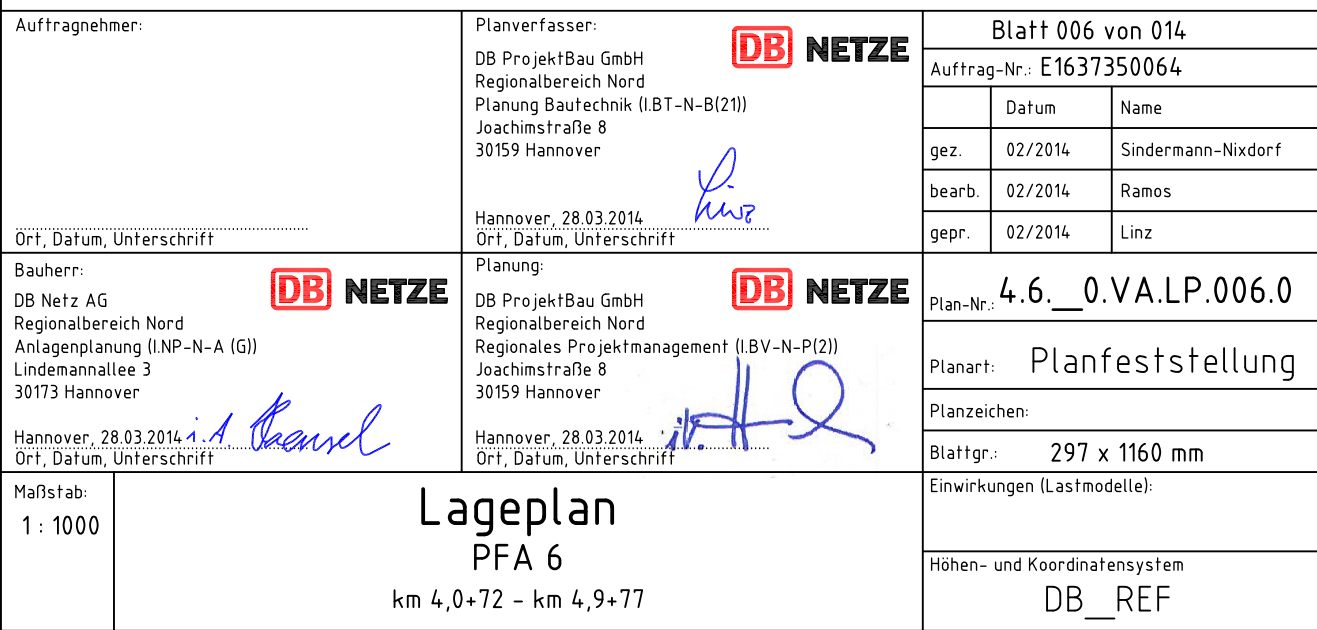 Auftragnehmer:
Ort, Datum, Unterschrift
Planverfasser:
DB NETZE
DB ProjektBau GmbH
Regionalbereich Nord
Planung Bautechnik (I.BT-N-B(21))
Joachimstraße 8
30159 Hannover
Linz
Hannover, 28.03.2014
Ort, Datum, Unterschrift
Blatt 006 von 014
Auftrag-Nr.: E1637350064
Datum Name
gez. 02/2014 Sindermann-Nixdorf
bearb. 02/2014 Ramos
gepr. 02/2014 Linz
Bauherr:
DB NETZE
DB Netz AG
Regionalbereich Nord
Anlagenplanung (I.NP-N-A (G))
Lindemannallee 3
30173 Hannover
Hannover, 28.03.2014 i.A.
Ort, Datum, Unterschrift
Planung:
DB NETZE
DB ProjektBau GmbH
Regionalbereich Nord
Regionales Projektmanagement (I.BV-N-P(2))
Joachimstraße 8
30159 Hannover
Hannover, 28.03.2014 i.V.
Ort, Datum, Unterschrift
Plan-Nr.: 4.6.__0.VA.LP.006.0
Planart: Planfeststellung
Planzeichen:
Blattgr.: 297 x 1160 mm
Maßstab:
1 : 1000
Lageplan
PFA 6
km 4,0+72 - km 4,9+77
Einwirkungen (Lastmodelle):
Höhen- und Koordinatensystem
DB__REF